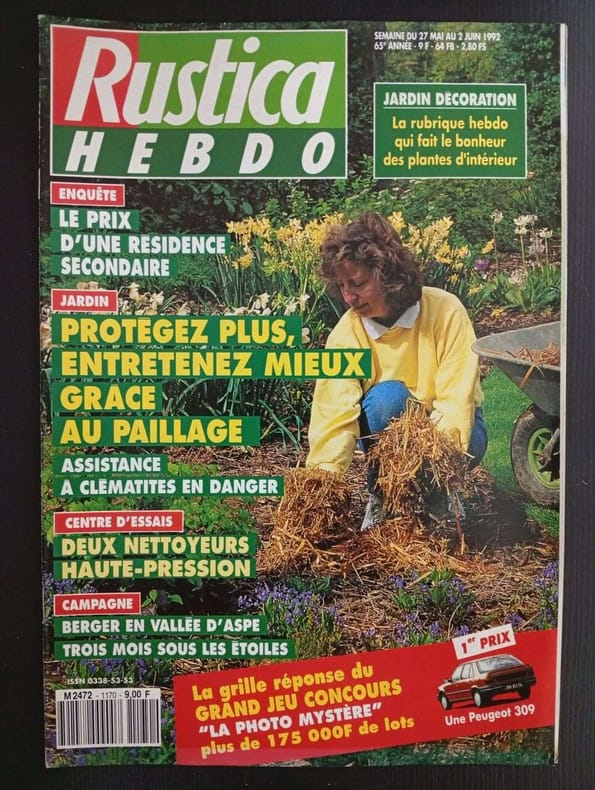 Rustica
HEBDO
SEMAINE DU 27 MAI AU 2 JUIN 1992
65e ANNÉE - 9 F - 64 FB - 2,80 FS
JARDIN DÉCORATION
La rubrique hebdo
qui fait le bonheur
des plantes d'intérieur
ENQUÊTE
LE PRIX
D'UNE RESIDENCE
SECONDAIRE
JARDIN
PROTEGEZ PLUS,
ENTRETENEZ MIEUX
GRACE
AU PAILLAGE
ASSISTANCE
A CLÉMATITES EN DANGER
CENTRE D'ESSAIS
DEUX NETTOYEURS
HAUTE-PRESSION
CAMPAGNE
BERGER EN VALLÉE D'ASPE
TROIS MOIS SOUS LES ÉTOILES
ISSN 0338-53-53
M 2472 - 1170 - 9,00 F
La grille réponse du
GRAND JEU CONCOURS
"LA PHOTO MYSTÈRE"
plus de 175 000F de lots
1er PRIX
Une Peugeot 309